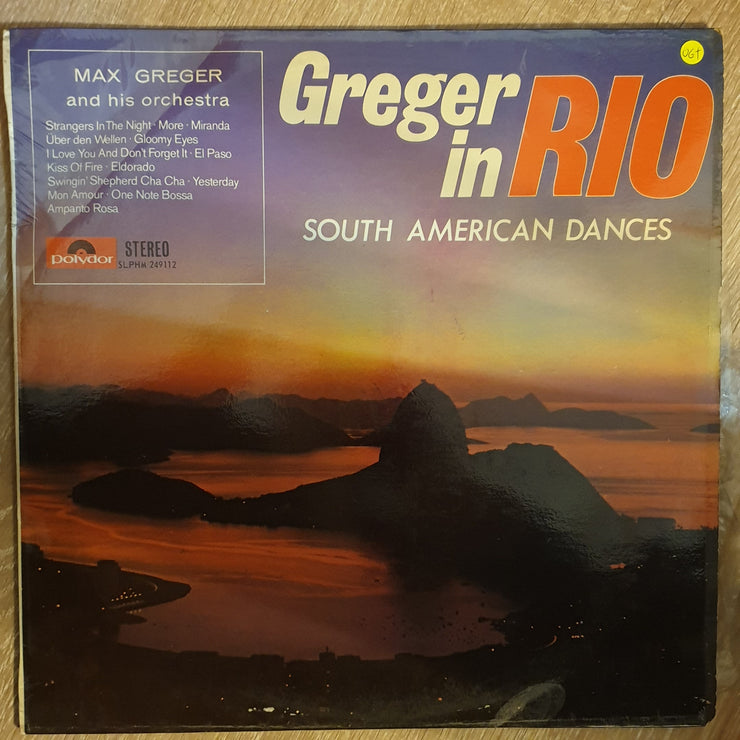 MAX GREGER
and his orchestra
Strangers In The Night · More · Miranda
Über den Wellen · Gloomy Eyes
I Love You And Don't Forget It · El Paso
Kiss Of Fire · Eldorado
Swingin' Shepherd Cha Cha · Yesterday
Mon Amour · One Note Bossa
Ampanto Rosa
Polydor
STEREO
SLPHM 249112
Greger
in RIO
SOUTH AMERICAN DANCES
VG+